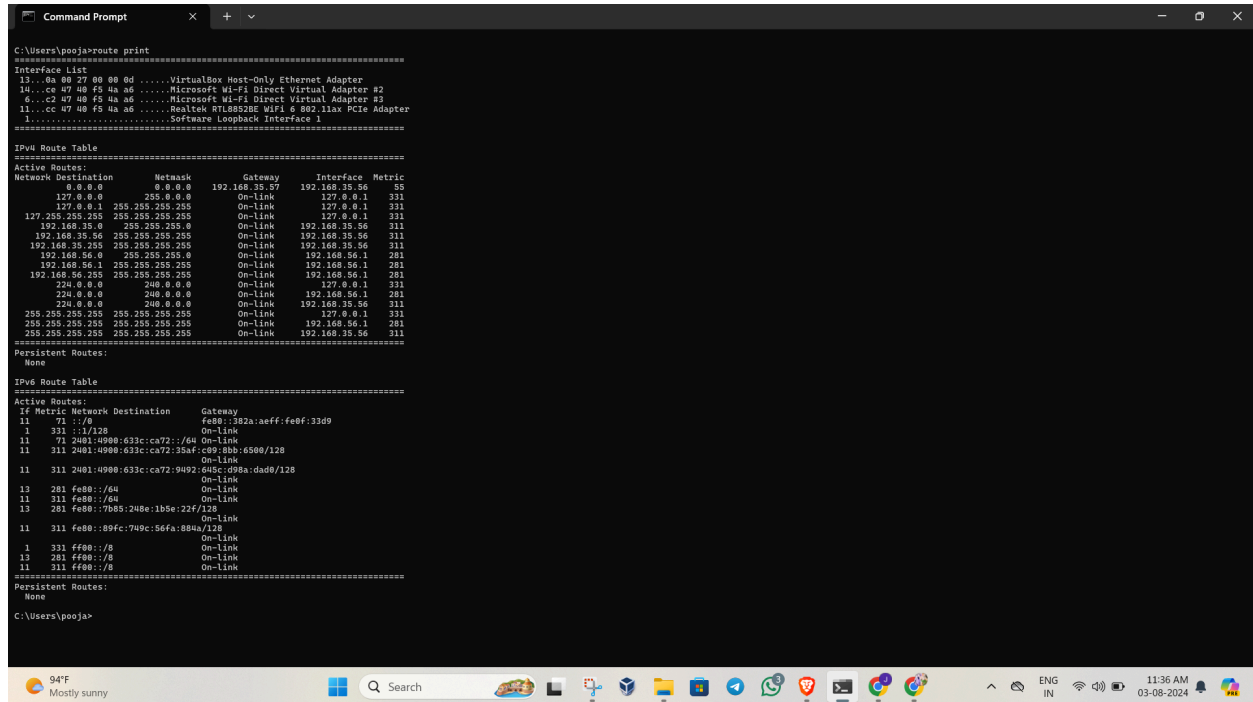 Command Prompt
C:\Users\pooja>route print
===========================================================================
Interface List
13...0a 00 27 00 00 0d ......VirtualBox Host-Only Ethernet Adapter
14...ce 47 40 f5 4a a6 ......Microsoft Wi-Fi Direct Virtual Adapter #2
6...c2 47 40 f5 4a a6 ......Microsoft Wi-Fi Direct Virtual Adapter #3
11...cc 47 40 f5 4a a6 ......Realtek RTL8852BE WiFi 6 802.11ax PCIe Adapter
1...........................Software Loopback Interface 1
===========================================================================
IPv4 Route Table
===========================================================================
Active Routes:
Network Destination Netmask Gateway Interface Metric
0.0.0.0 0.0.0.0 192.168.35.57 192.168.35.56 55
127.0.0.0 255.0.0.0 On-link 127.0.0.1 331
127.0.0.1 255.255.255.255 On-link 127.0.0.1 331
127.255.255.255 255.255.255.255 On-link 127.0.0.1 331
192.168.35.0 255.255.255.0 On-link 192.168.35.56 311
192.168.35.56 255.255.255.255 On-link 192.168.35.56 311
192.168.35.255 255.255.255.255 On-link 192.168.35.56 311
192.168.56.0 255.255.255.0 On-link 192.168.56.1 281
192.168.56.1 255.255.255.255 On-link 192.168.56.1 281
192.168.56.255 255.255.255.255 On-link 192.168.56.1 281
224.0.0.0 240.0.0.0 On-link 127.0.0.1 331
224.0.0.0 240.0.0.0 On-link 192.168.56.1 281
224.0.0.0 240.0.0.0 On-link 192.168.35.56 311
255.255.255.255 255.255.255.255 On-link 127.0.0.1 331
255.255.255.255 255.255.255.255 On-link 192.168.56.1 281
255.255.255.255 255.255.255.255 On-link 192.168.35.56 311
===========================================================================
Persistent Routes:
None
IPv6 Route Table
===========================================================================
Active Routes:
If Metric Network Destination Gateway
11 71 ::/0 fe80::382a:aeff:fe0f:33d9
1 331 ::1/128 On-link
11 71 2401:4900:633c:ca72::/64 On-link
11 311 2401:4900:633c:ca72:35af:c09:8bb:6500/128
On-link
11 311 2401:4900:633c:ca72:9492:645c:d98a:dad0/128
On-link
13 281 fe80::/64 On-link
11 311 fe80::/64 On-link
13 281 fe80::7b85:248e:1b5e:22f/128
On-link
11 311 fe80::89fc:749c:56fa:884a/128
On-link
1 331 ff00::/8 On-link
13 281 ff00::/8 On-link
11 311 ff00::/8 On-link
===========================================================================
Persistent Routes:
None
C:\Users\pooja>
94°F
Mostly sunny
Search
3
J
ENG
IN
11:36 AM
03-08-2024
PRE